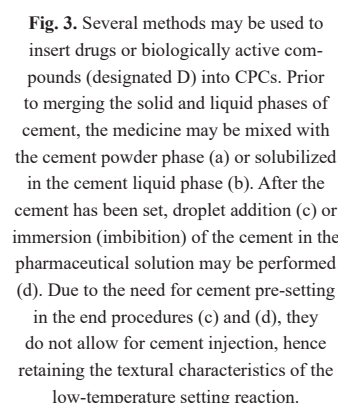 Fig. 3. Several methods may be used to
insert drugs or biologically active com-
pounds (designated D) into CPCs. Prior
to merging the solid and liquid phases of
cement, the medicine may be mixed with
the cement powder phase (a) or solubilized
in the cement liquid phase (b). After the
cement has been set, droplet addition (c) or
immersion (imbibition) of the cement in the
pharmaceutical solution may be performed
(d). Due to the need for cement pre-setting
in the end procedures (c) and (d), they
do not allow for cement injection, hence
retaining the textural characteristics of the
low-temperature setting reaction.